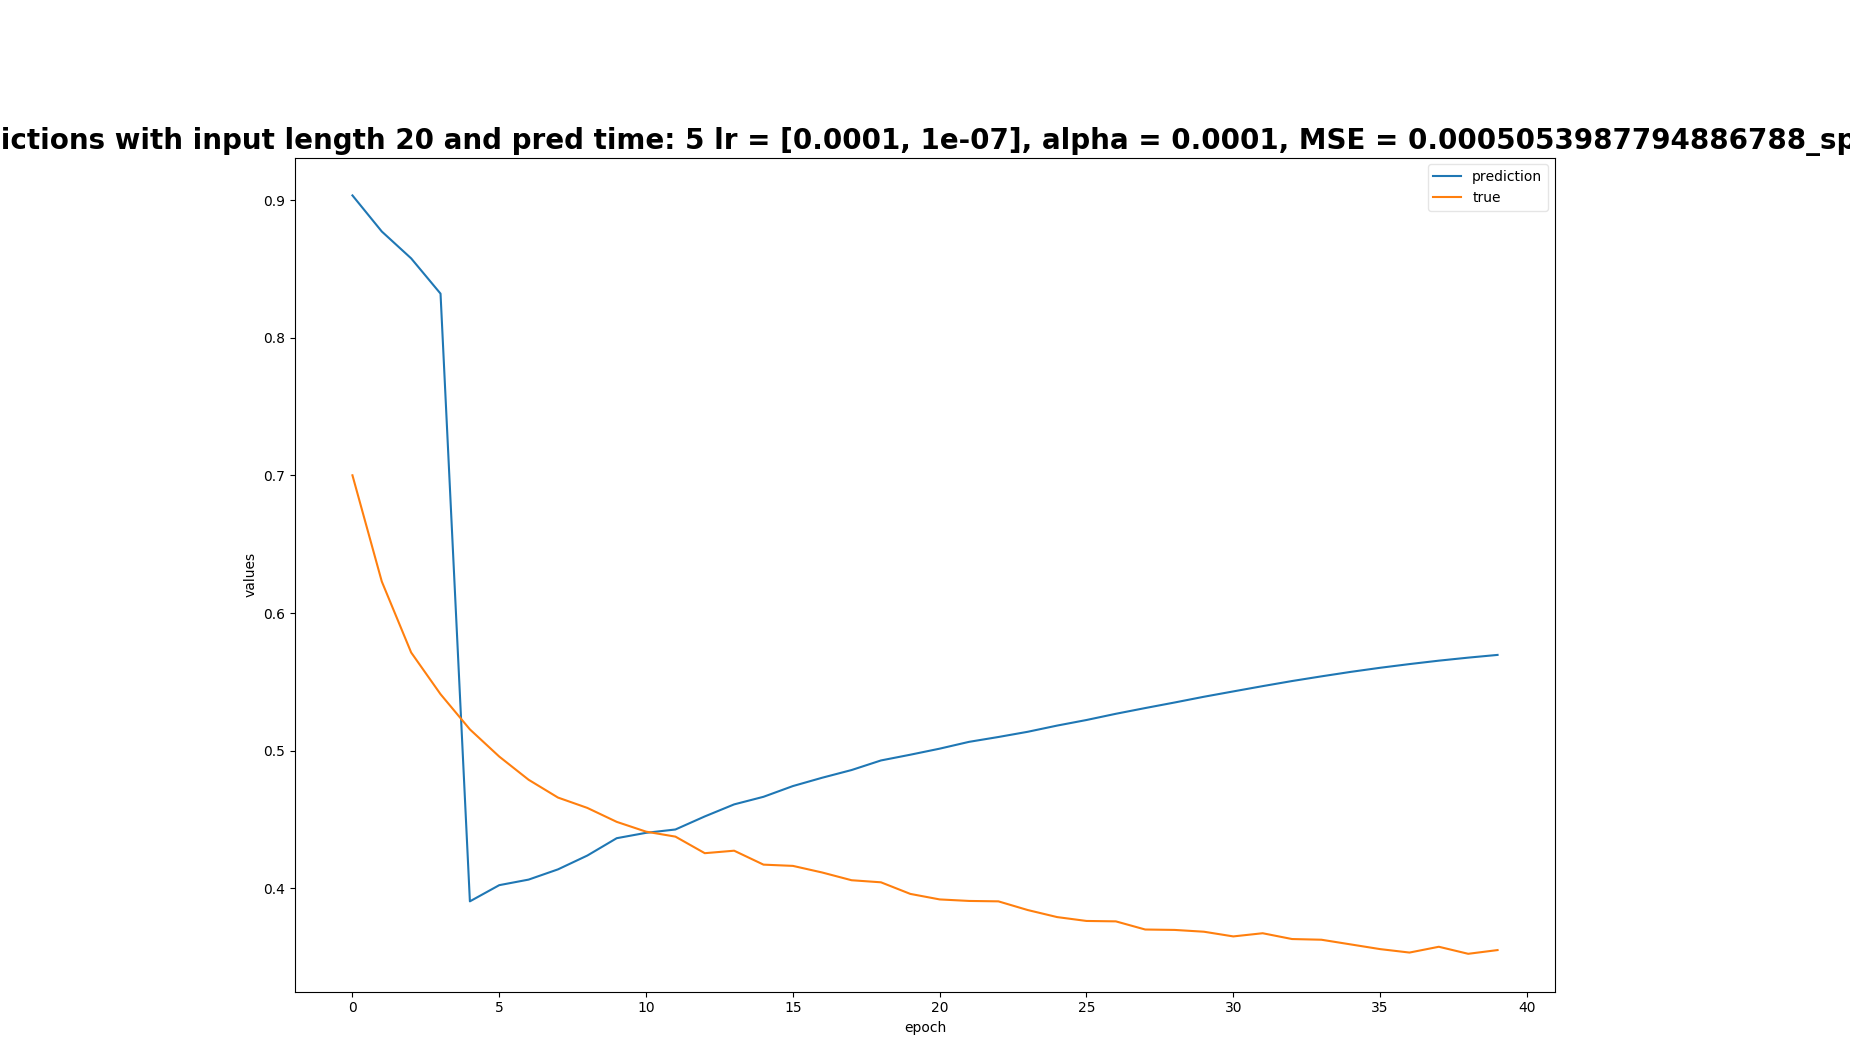 ictions with input length 20 and pred time: 5 lr = [0.0001, 1e-07], alpha = 0.0001, MSE = 0.0005053987794886788_sp
prediction
true
0.9
0.8
0.7
0.6
0.5
0.4
values
0 5 10 15 20 25 30 35 40
epoch